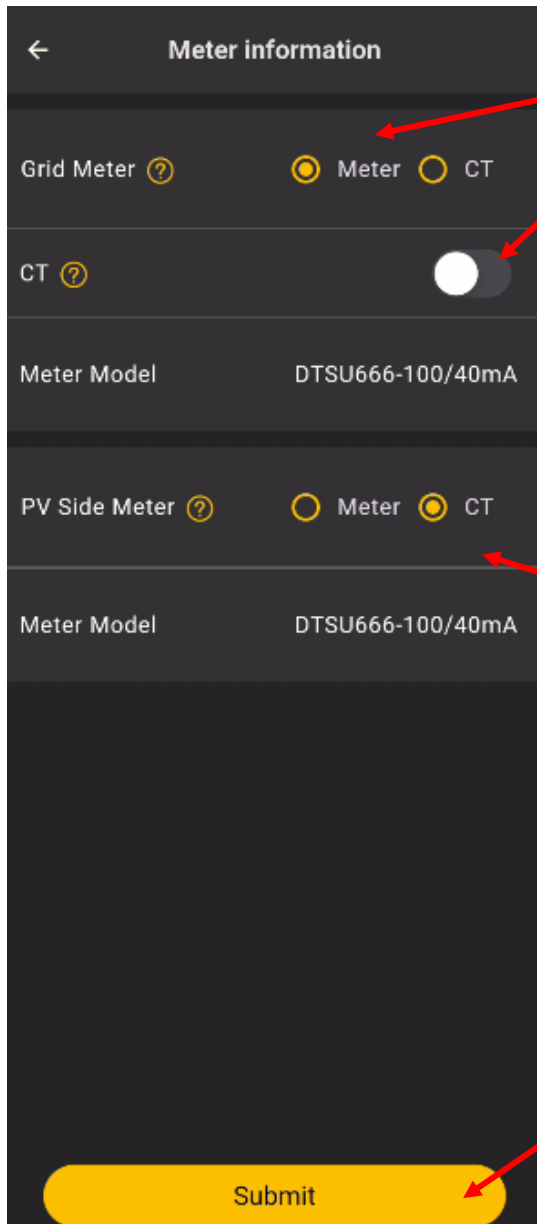 Meter information
Grid Meter ? Meter CT
CT ?
Meter Model DTSU666-100/40mA
PV Side Meter ? Meter CT
Meter Model DTSU666-100/40mA
Submit